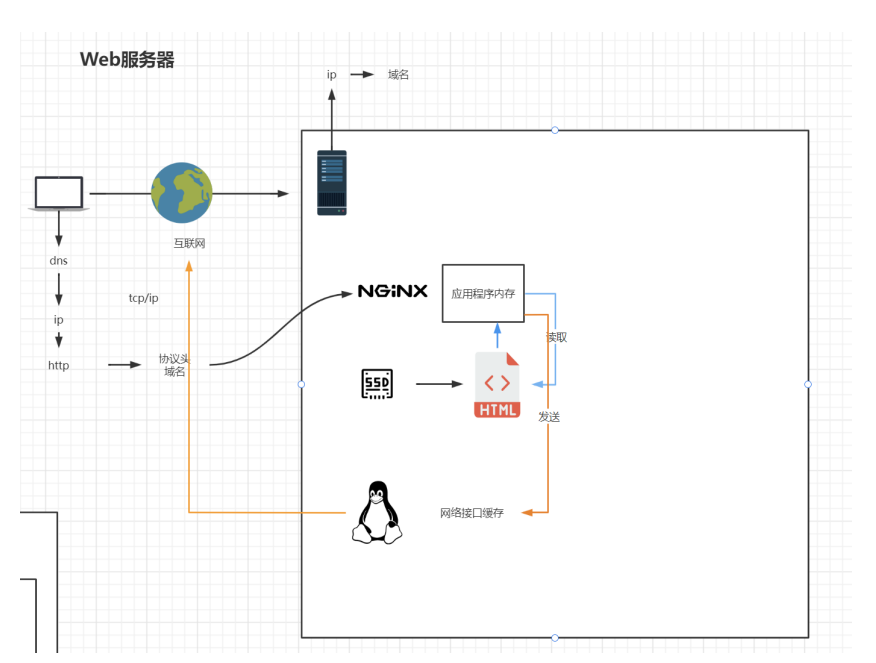 Web服务器
ip
域名
互联网
dns
tcp/ip
ip
http
协议头
域名
NGiNX
应用程序内存
读取
SSD
HTML
发送
网络接口缓存